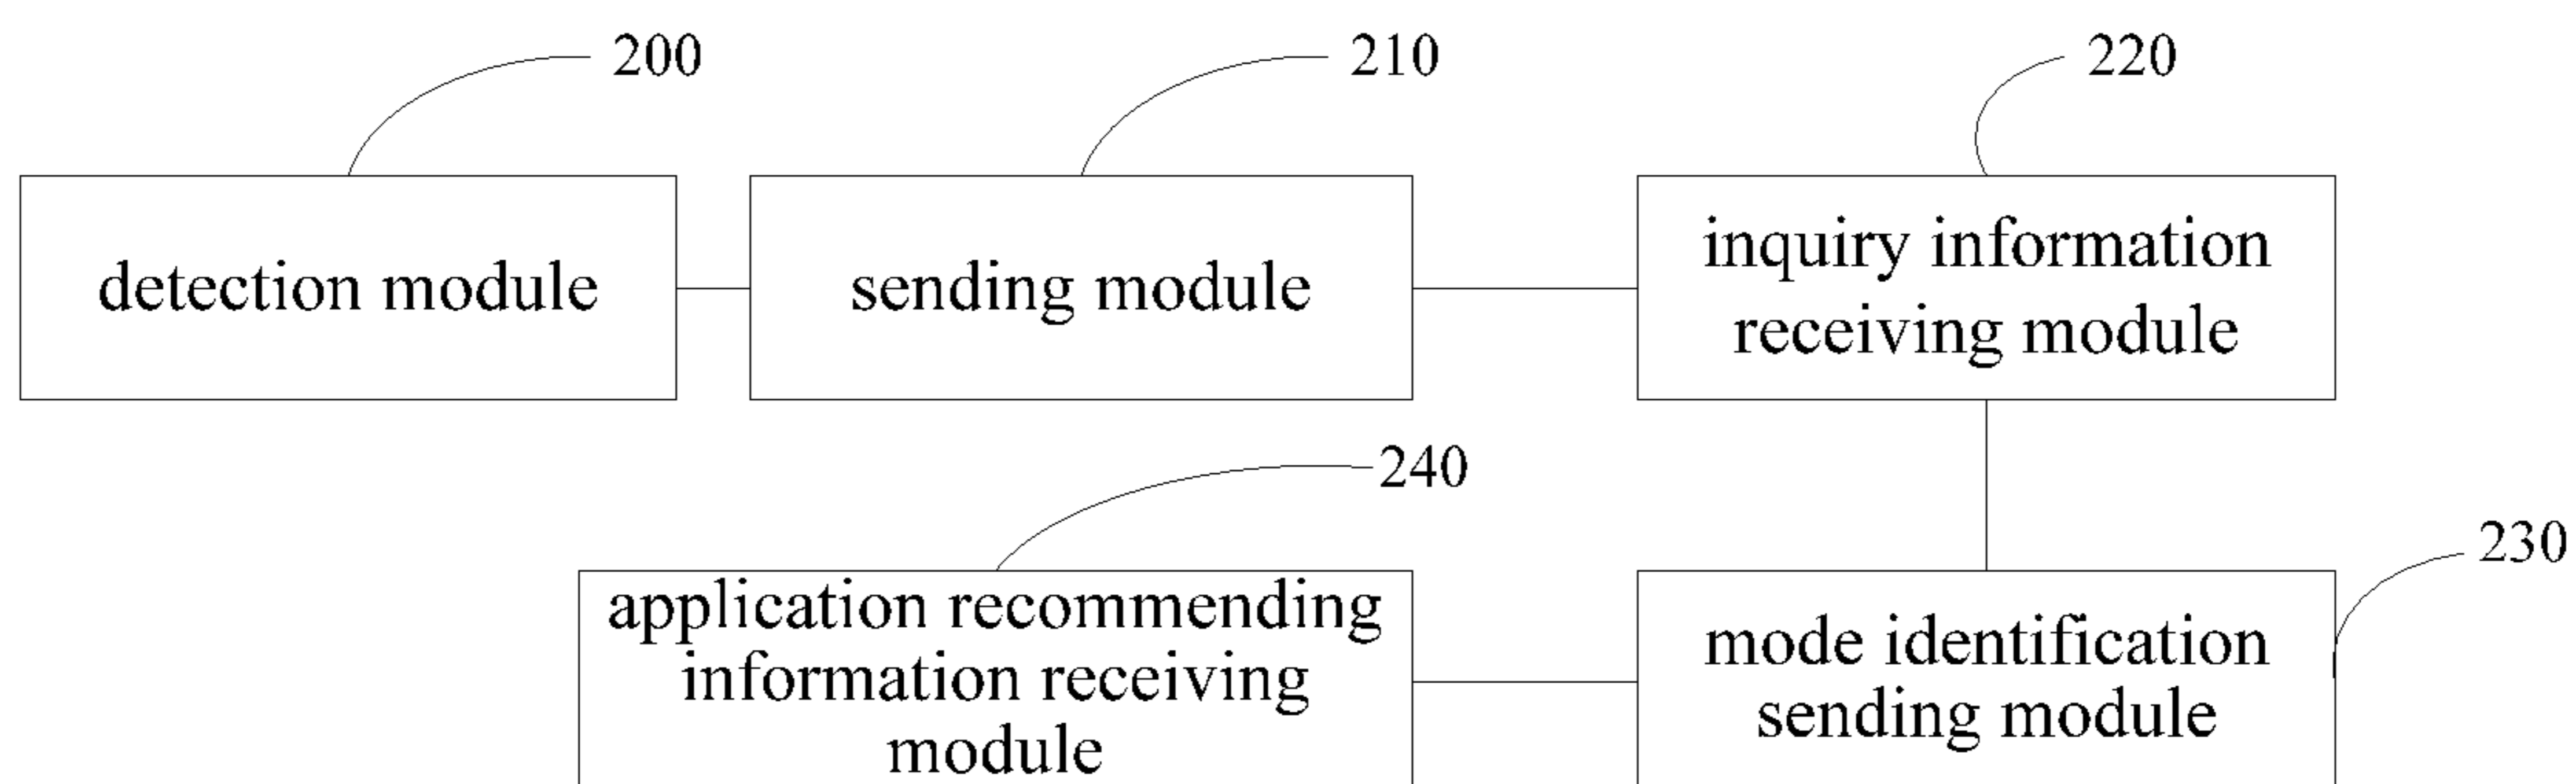 200
210
220
detection module
sending module
inquiry information
receiving module
240
230
application recommending
information receiving
module
mode identification
sending module